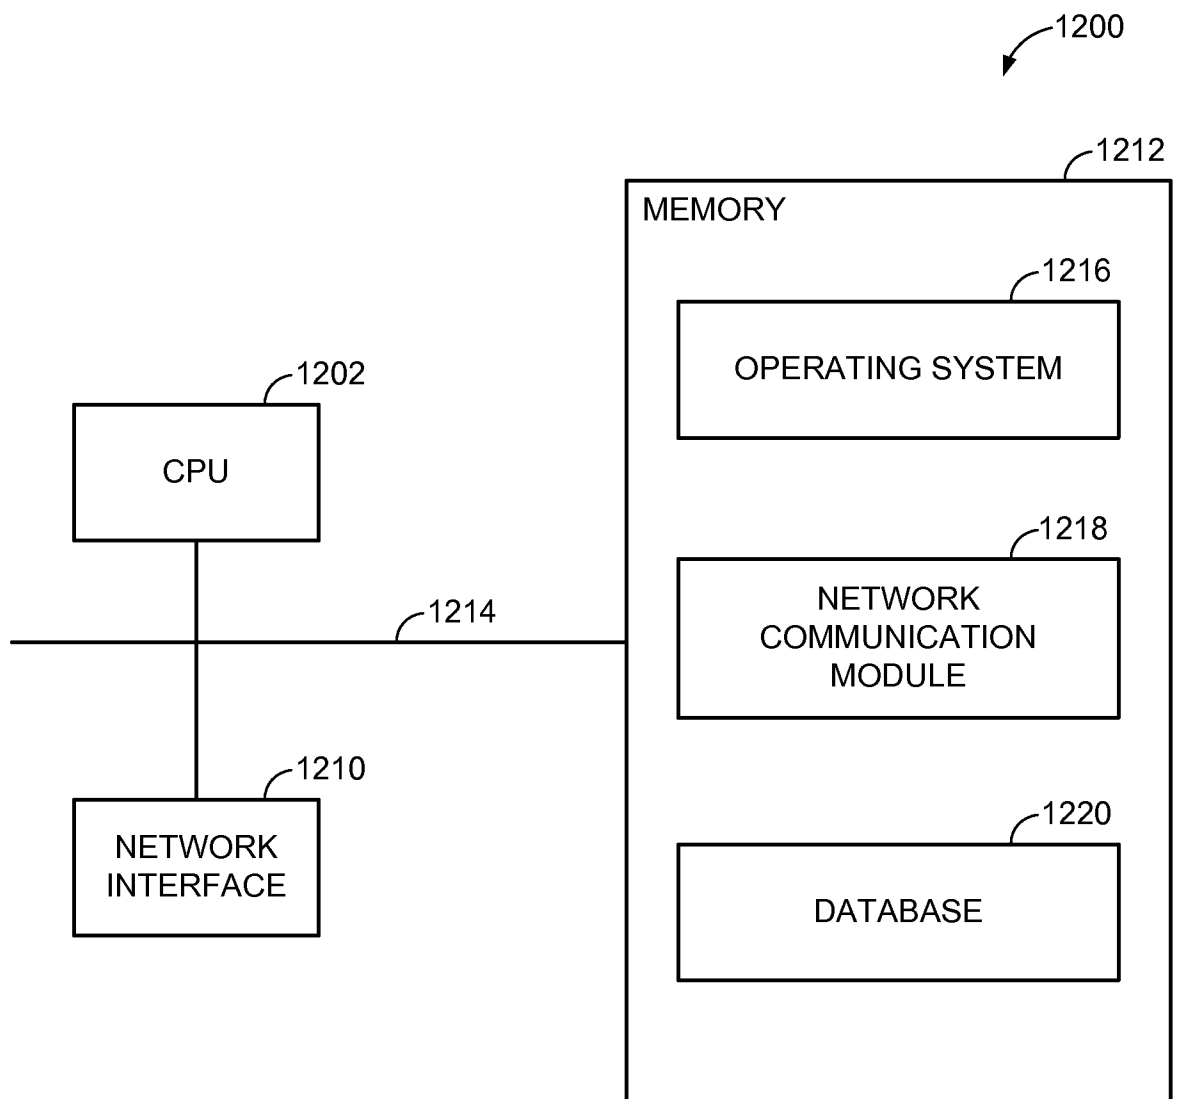 1200
1212
MEMORY
1216
OPERATING SYSTEM
1202
CPU
1218
NETWORK
COMMUNICATION
MODULE
1214
1210
NETWORK
INTERFACE
1220
DATABASE